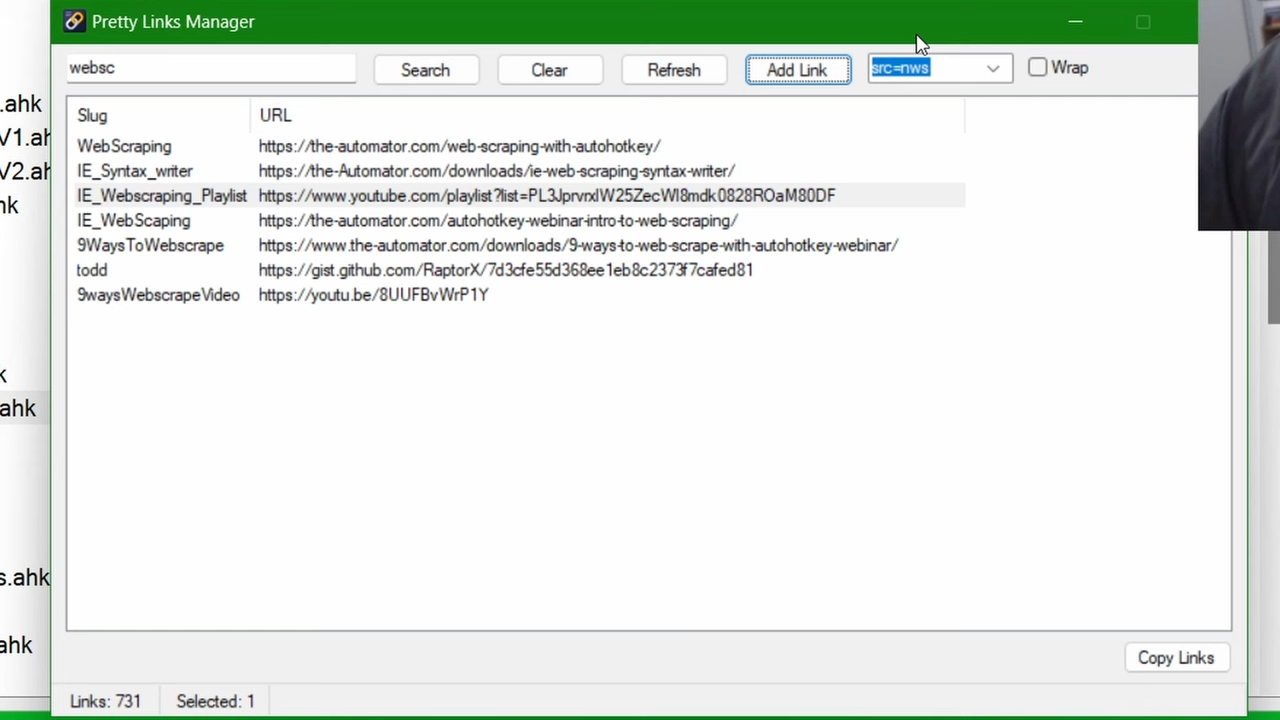 Pretty Links Manager
websc
Search
Clear
Refresh
Add Link
src=nws
Wrap
Slug URL
WebScraping https://the-automator.com/web-scraping-with-autohotkey/
IE_Syntax_writer https://the-Automator.com/downloads/ie-web-scraping-syntax-writer/
IE_Webscraping_Playlist https://www.youtube.com/playlist?list=PL3JprvrxlW25ZecWl8mdk0828ROaM80DF
IE_WebScaping https://the-automator.com/autohotkey-webinar-intro-to-web-scraping/
9WaysToWebscrape https://www.the-automator.com/downloads/9-ways-to-web-scrape-with-autohotkey-webinar/
todd https://gist.github.com/RaptorX/7d3cfe55d368ee1eb8c2373f7cafed81
9waysWebscrapeVideo https://youtu.be/8UUFBvWrP1Y
Copy Links
Links: 731 Selected: 1
.ahk
V1.ah
V2.ah
hk
k
ahk
s.ahk
ahk